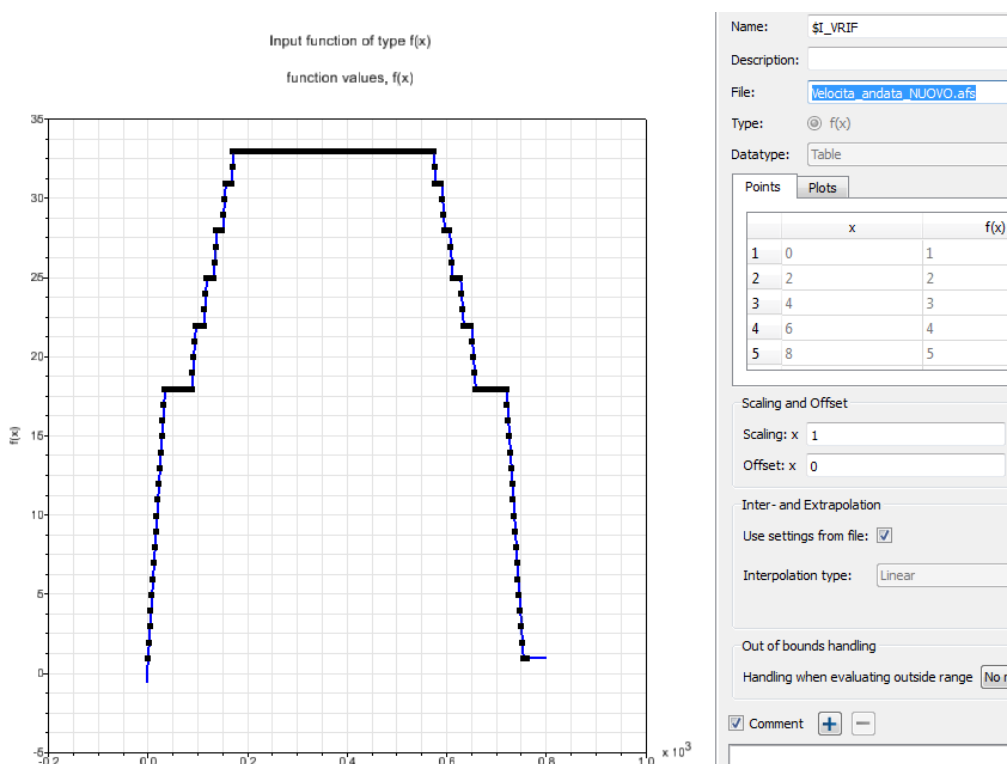 Input function of type f(x)
function values, f(x)
35
30
25
20
15
10
5
0
-5
f(x)
-0.2 0.0 0.2 0.4 0.6 0.8 1.0
x 10³
Name: $I_VRIF
Description:
File: Velocita_andata_NUOVO.afs
Type: f(x)
Datatype: Table
Points Plots
x f(x)
1 0 1
2 2 2
3 4 3
4 6 4
5 8 5
Scaling and Offset
Scaling: x 1
Offset: x 0
Inter- and Extrapolation
Use settings from file:
Interpolation type: Linear
Out of bounds handling
Handling when evaluating outside range No
Comment